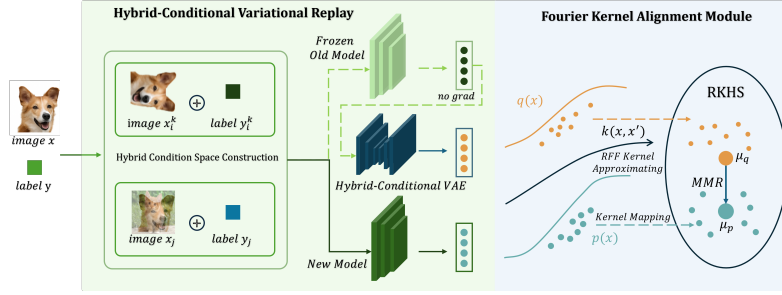 Hybrid-Conditional Variational Replay
Fourier Kernel Alignment Module
image x
label y
image x_i^k
label y_i^k
Hybrid Condition Space Construction
image x_j
label y_j
Frozen
Old Model
no grad
Hybrid-Conditional VAE
New Model
q(x)
k(x, x′)
RFF Kernel
Approximating
Kernel Mapping
p(x)
RKHS
μ_q
MMR
μ_p